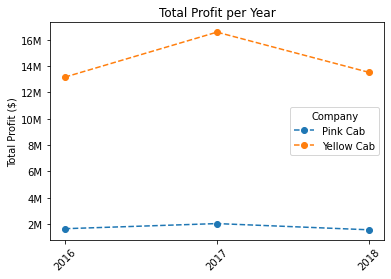 Total Profit per Year
Total Profit ($)
16M
14M
12M
10M
8M
6M
4M
2M
Company
Pink Cab
Yellow Cab
2016
2017
2018